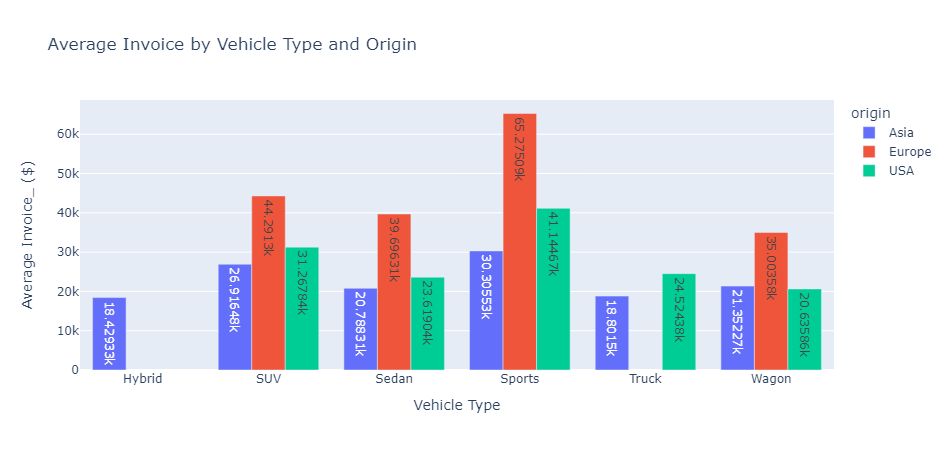 Average Invoice by Vehicle Type and Origin
origin
Asia
Europe
USA
Average Invoice_ ($)
60k
50k
40k
30k
20k
10k
0
18.42933k
26.91648k
44.2913k
31.26784k
20.78831k
39.69631k
23.61904k
30.30553k
65.27509k
41.14467k
18.8015k
24.52438k
21.35227k
35.00358k
20.63586k
Hybrid
SUV
Sedan
Sports
Truck
Wagon
Vehicle Type